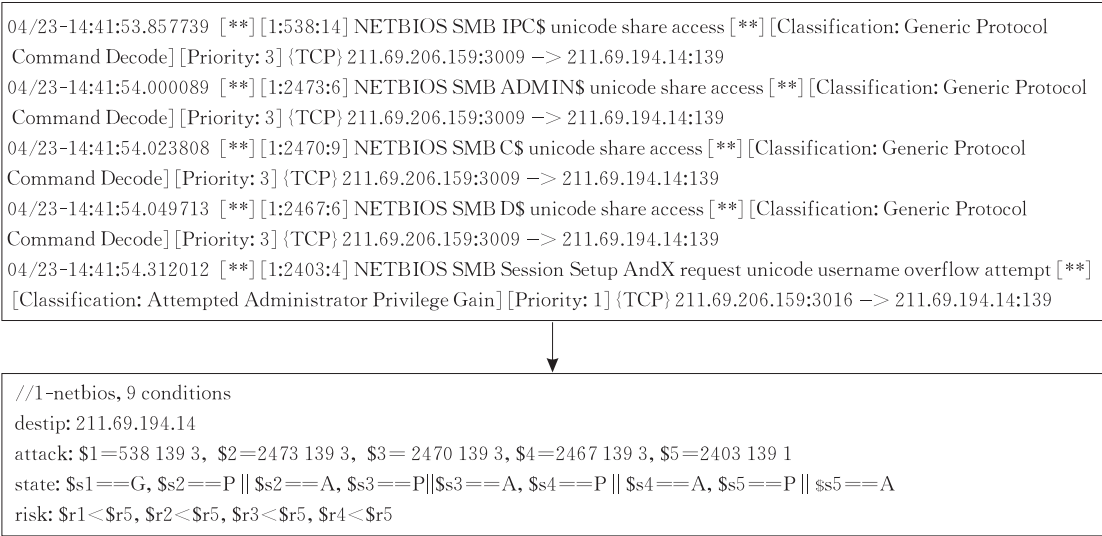 04/23-14:41:53.857739 [**] [1:538:14] NETBIOS SMB IPC$ unicode share access [**] [Classification: Generic Protocol
Command Decode] [Priority: 3] {TCP} 211.69.206.159:3009 -> 211.69.194.14:139
04/23-14:41:54.000089 [**] [1:2473:6] NETBIOS SMB ADMIN$ unicode share access [**] [Classification: Generic Protocol
Command Decode] [Priority: 3] {TCP} 211.69.206.159:3009 -> 211.69.194.14:139
04/23-14:41:54.023808 [**] [1:2470:9] NETBIOS SMB C$ unicode share access [**] [Classification: Generic Protocol
Command Decode] [Priority: 3] {TCP} 211.69.206.159:3009 -> 211.69.194.14:139
04/23-14:41:54.049713 [**] [1:2467:6] NETBIOS SMB D$ unicode share access [**] [Classification: Generic Protocol
Command Decode] [Priority: 3] {TCP} 211.69.206.159:3009 -> 211.69.194.14:139
04/23-14:41:54.312012 [**] [1:2403:4] NETBIOS SMB Session Setup AndX request unicode username overflow attempt [**]
[Classification: Attempted Administrator Privilege Gain] [Priority: 1] {TCP} 211.69.206.159:3016 -> 211.69.194.14:139
//1-netbios, 9 conditions
destip: 211.69.194.14
attack: $1=538 139 3, $2=2473 139 3, $3= 2470 139 3, $4=2467 139 3, $5=2403 139 1
state: $s1==G, $s2==P || $s2==A, $s3==P||$s3==A, $s4==P || $s4==A, $s5==P || $s5==A
risk: $r1<$r5, $r2<$r5, $r3<$r5, $r4<$r5